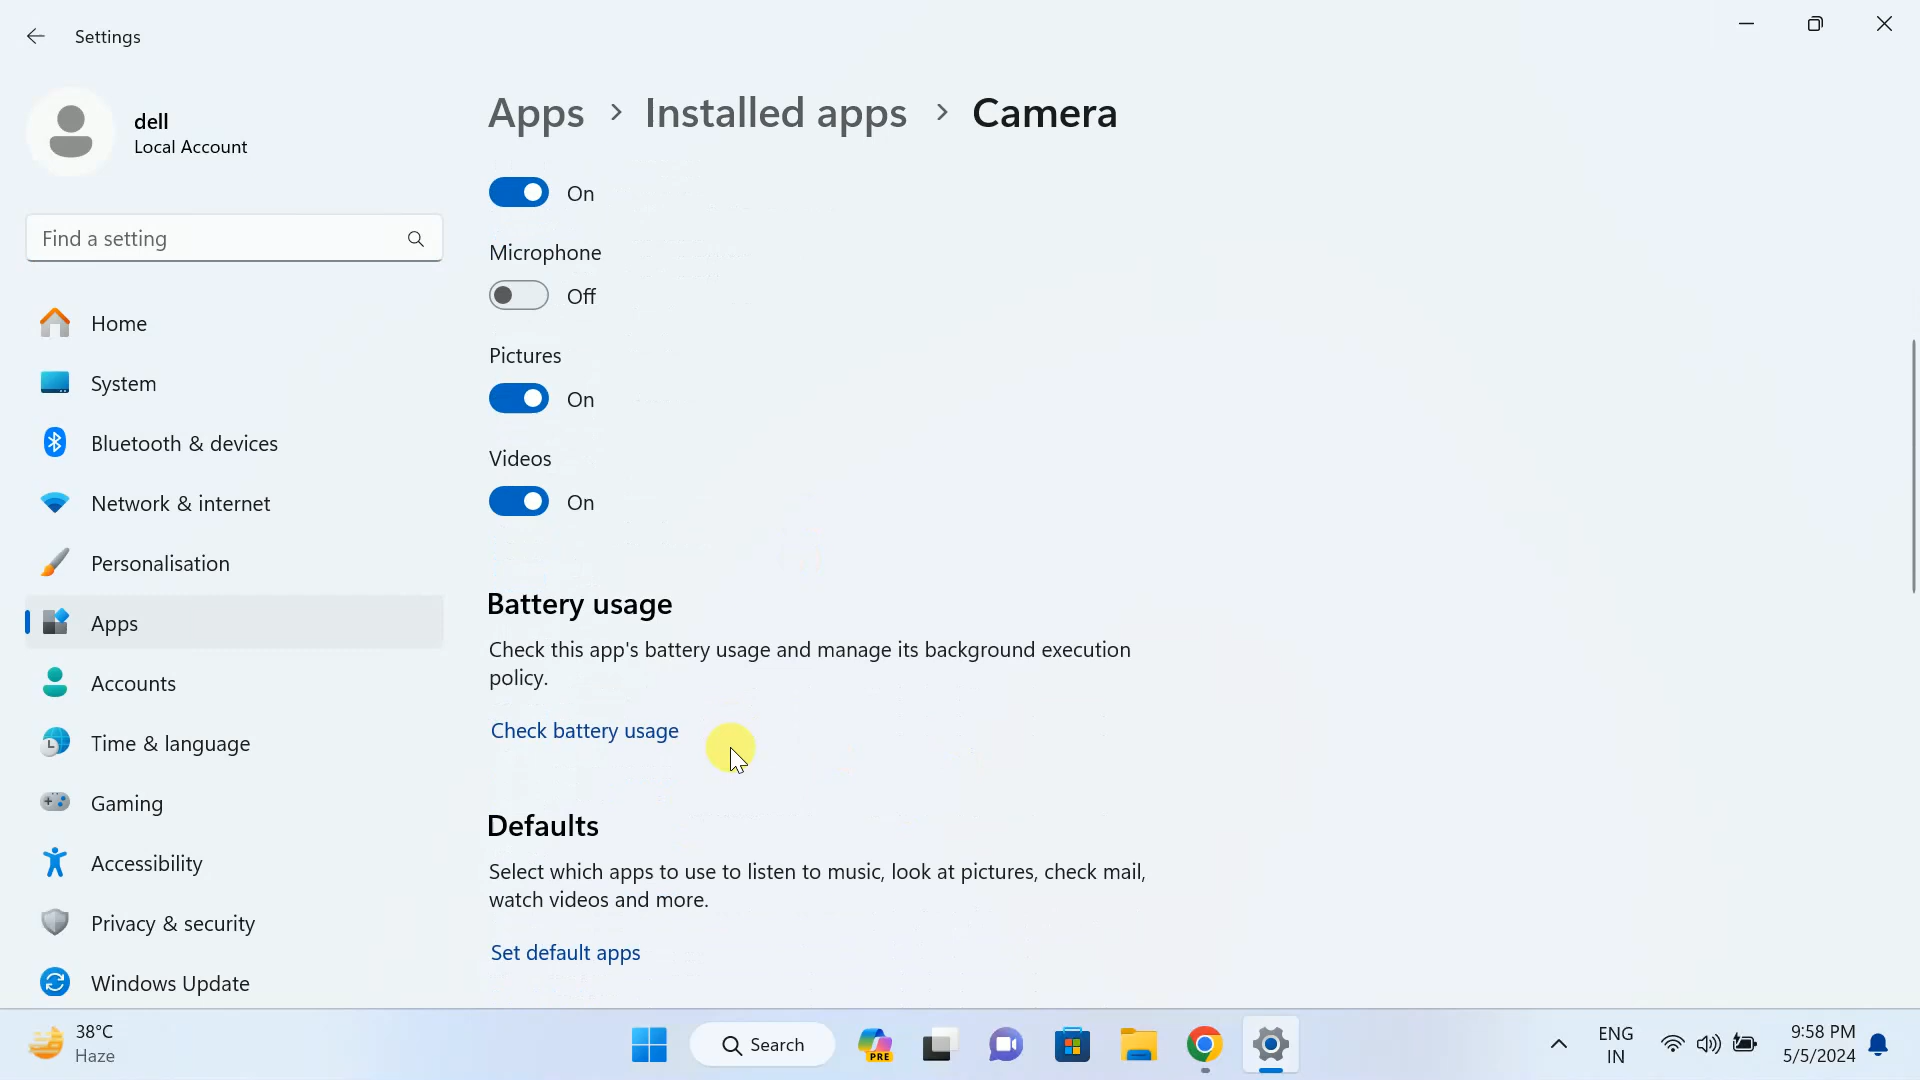 Settings
dell
Local Account
Find a setting
Home
System
Bluetooth & devices
Network & internet
Personalisation
Apps
Accounts
Time & language
Gaming
Accessibility
Privacy & security
Windows Update
Apps > Installed apps > Camera
On
Microphone
Off
Pictures
On
Videos
On
Battery usage
Check this app's battery usage and manage its background execution
policy.
Check battery usage
Defaults
Select which apps to use to listen to music, look at pictures, check mail,
watch videos and more.
Set default apps
38°C
Haze
Search
PRE
ENG
IN
9:58 PM
5/5/2024